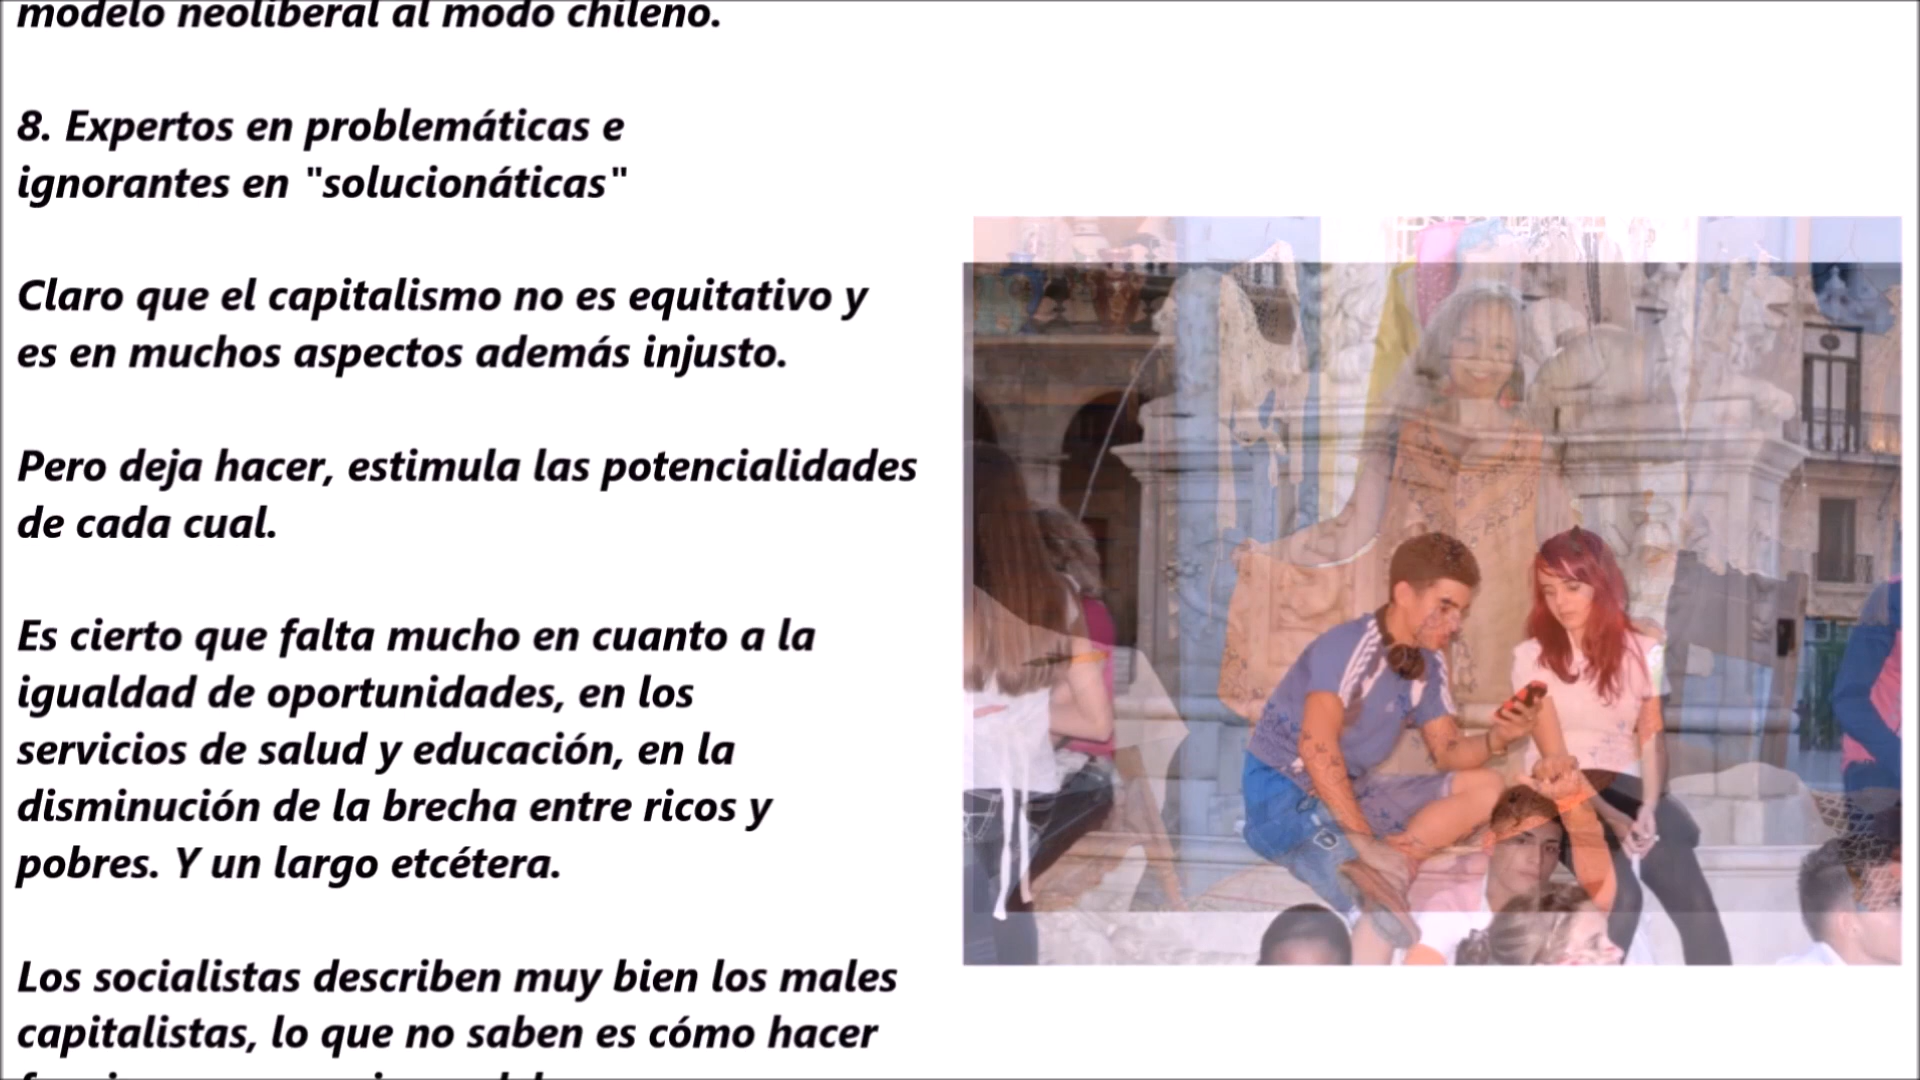 modelo neoliberal al modo chileno.
8. Expertos en problemáticas e
ignorantes en "solucionáticas"
Claro que el capitalismo no es equitativo y
es en muchos aspectos además injusto.
Pero deja hacer, estimula las potencialidades
de cada cual.
Es cierto que falta mucho en cuanto a la
igualdad de oportunidades, en los
servicios de salud y educación, en la
disminución de la brecha entre ricos y
pobres. Y un largo etcétera.
Los socialistas describen muy bien los males
capitalistas, lo que no saben es cómo hacer